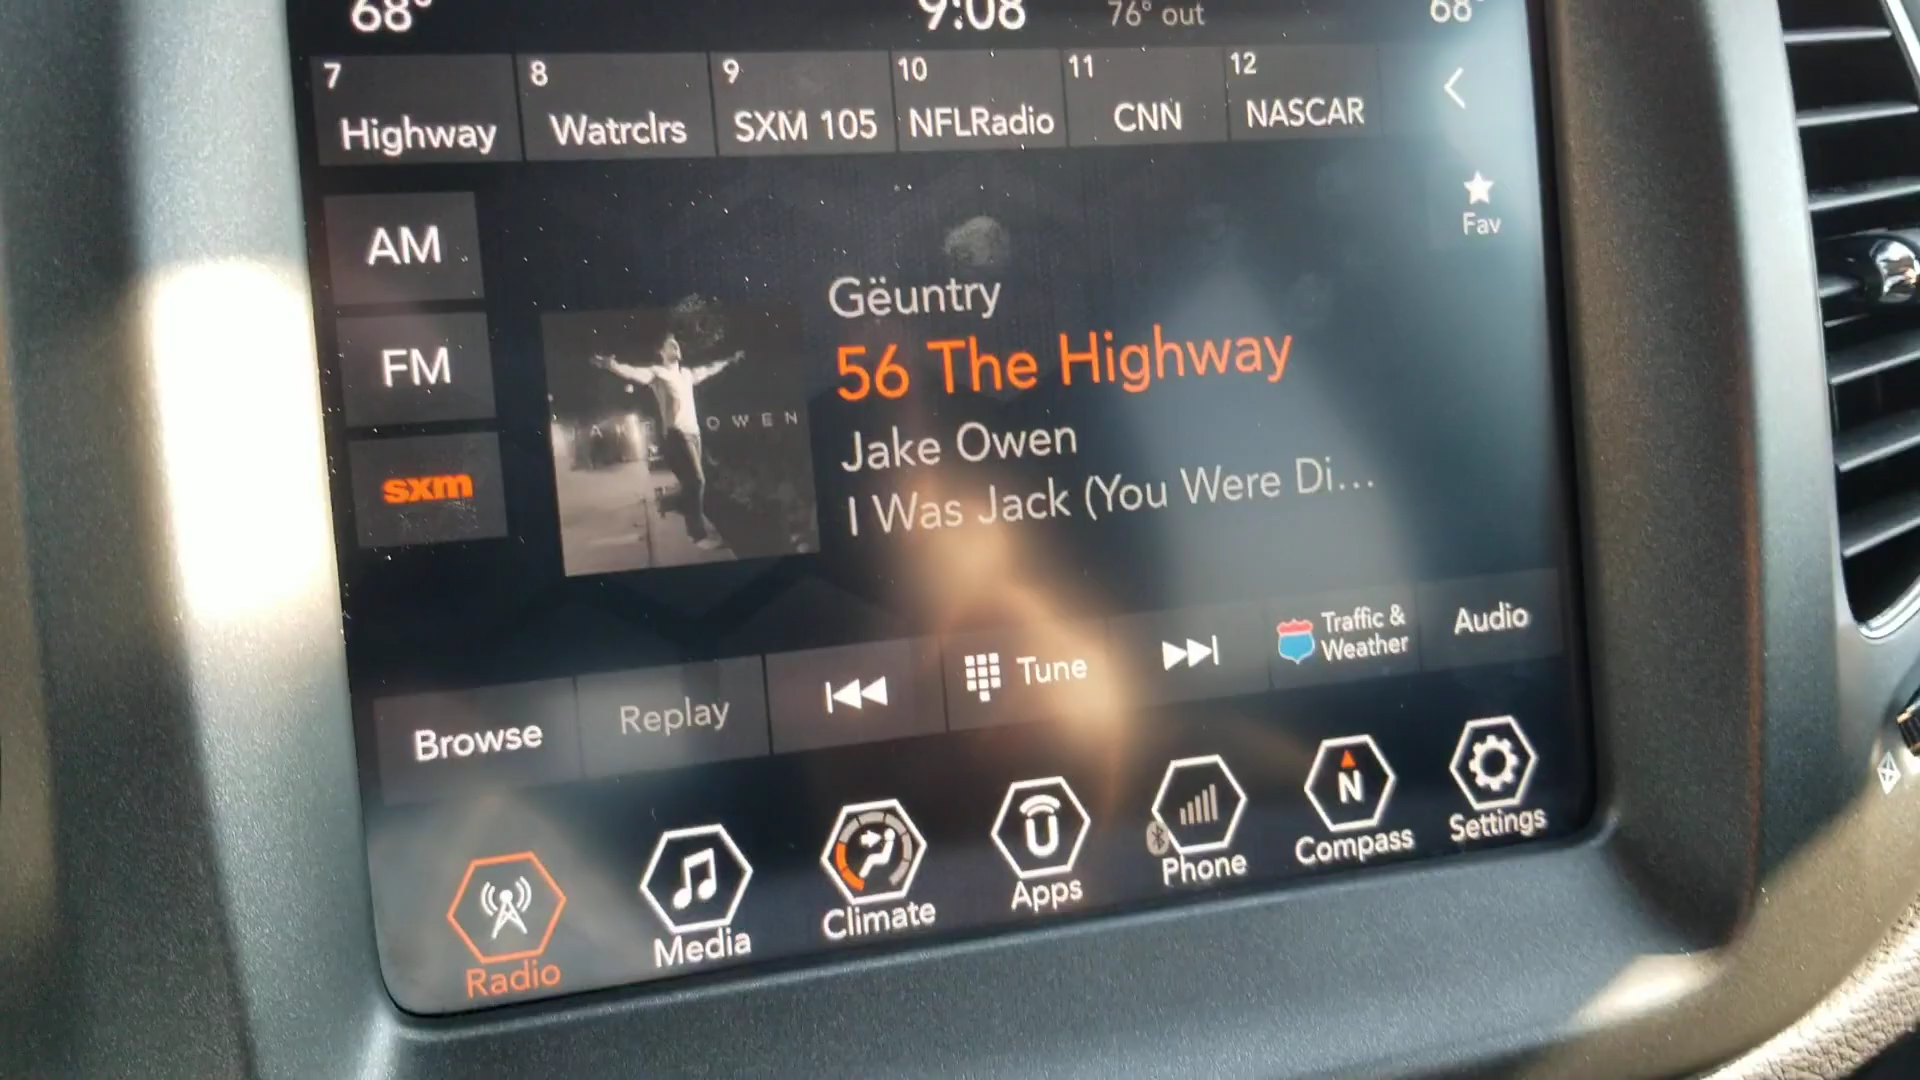 68° 9:08 76° out 68°
7 8 9 10 11 12
Highway Watrclrs SXM 105 NFLRadio CNN NASCAR
Fav
AM
FM
sxm
OWEN
Gëuntry
56 The Highway
Jake Owen
I Was Jack (You Were Di...
Browse Replay Tune Traffic & Weather Audio
Radio Media Climate Apps Phone N Compass Settings